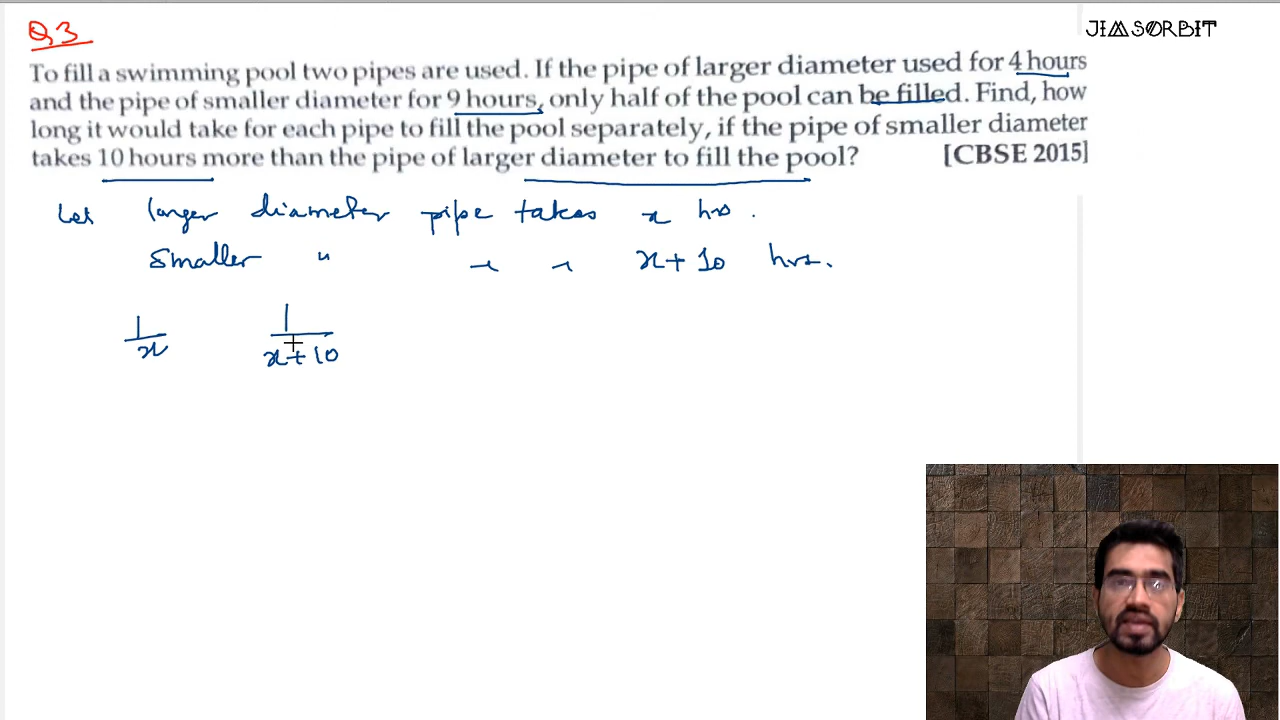 Q3
JIMSORBIT
To fill a swimming pool two pipes are used. If the pipe of larger diameter used for 4 hours
and the pipe of smaller diameter for 9 hours, only half of the pool can be filled. Find, how
long it would take for each pipe to fill the pool separately, if the pipe of smaller diameter
takes 10 hours more than the pipe of larger diameter to fill the pool? [CBSE 2015]
Let larger diameter pipe takes x hrs.
Smaller " " " x+10 hrs.
1/x 1/x+10